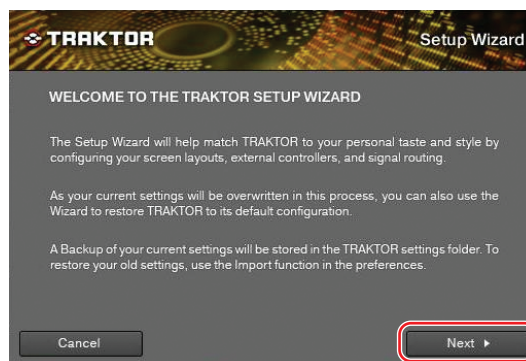 TRAKTOR
Setup Wizard
WELCOME TO THE TRAKTOR SETUP WIZARD
The Setup Wizard will help match TRAKTOR to your personal taste and style by
configuring your screen layouts, external controllers, and signal routing.
As your current settings will be overwritten in this process, you can also use the
Wizard to restore TRAKTOR to its default configuration.
A Backup of your current settings will be stored in the TRAKTOR settings folder. To
restore your old settings, use the Import function in the preferences.
Cancel
Next